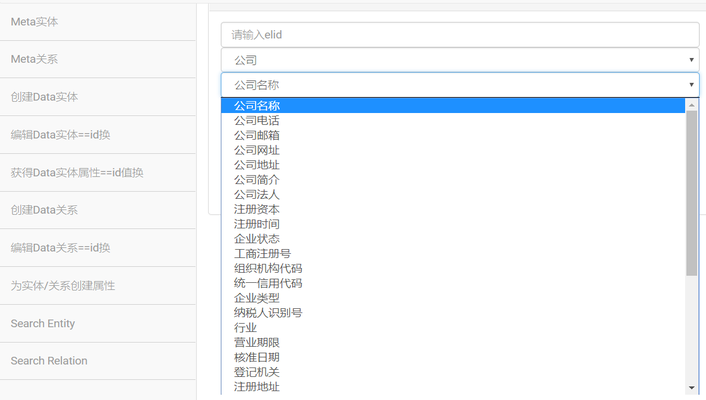 Meta实体
Meta关系
创建Data实体
编辑Data实体==id换
获得Data实体属性==id值换
创建Data关系
编辑Data关系==id换
为实体/关系创建属性
Search Entity
Search Relation
请输入elid
公司
公司名称
公司名称
公司电话
公司邮箱
公司网址
公司地址
公司简介
公司法人
注册资本
注册时间
企业状态
工商注册号
组织机构代码
统一信用代码
企业类型
纳税人识别号
行业
营业期限
核准日期
登记机关
注册地址